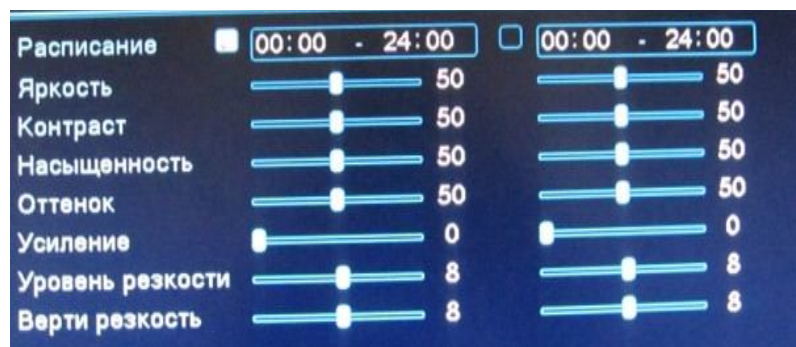 Расписание 00:00 - 24:00 00:00 - 24:00
Яркость 50 50
Контраст 50 50
Насыщенность 50 50
Оттенок 50 50
Усиление 0 0
Уровень резкости 8 8
Верти резкость 8 8